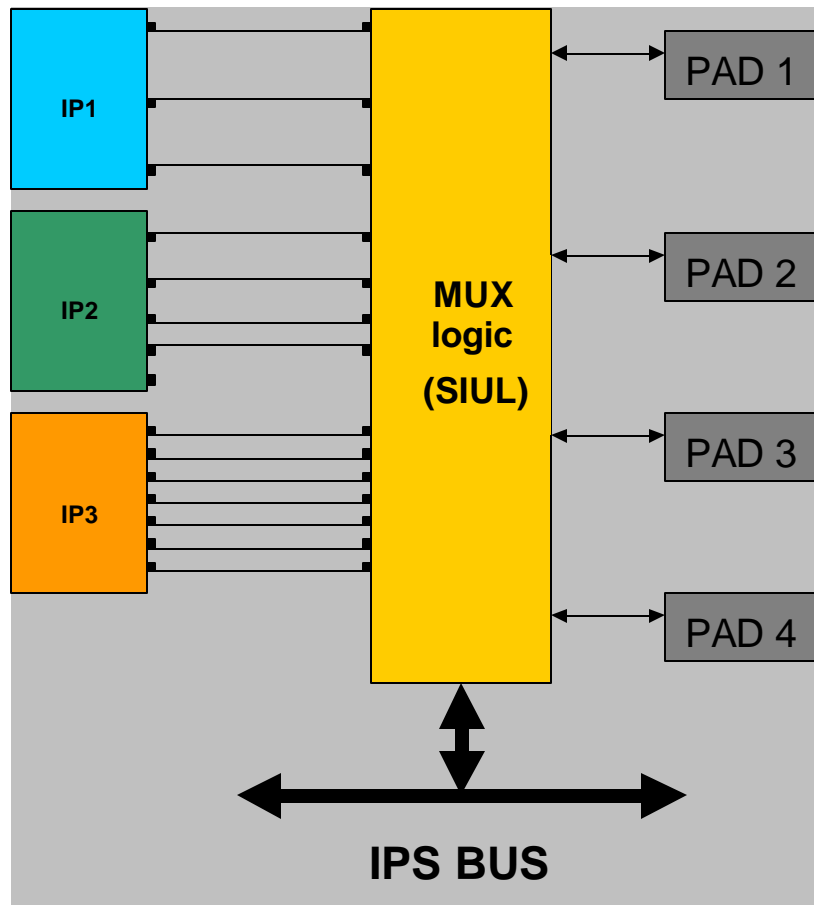 IP1
IP2
IP3
MUX
logic
(SIUL)
PAD 1
PAD 2
PAD 3
PAD 4
IPS BUS